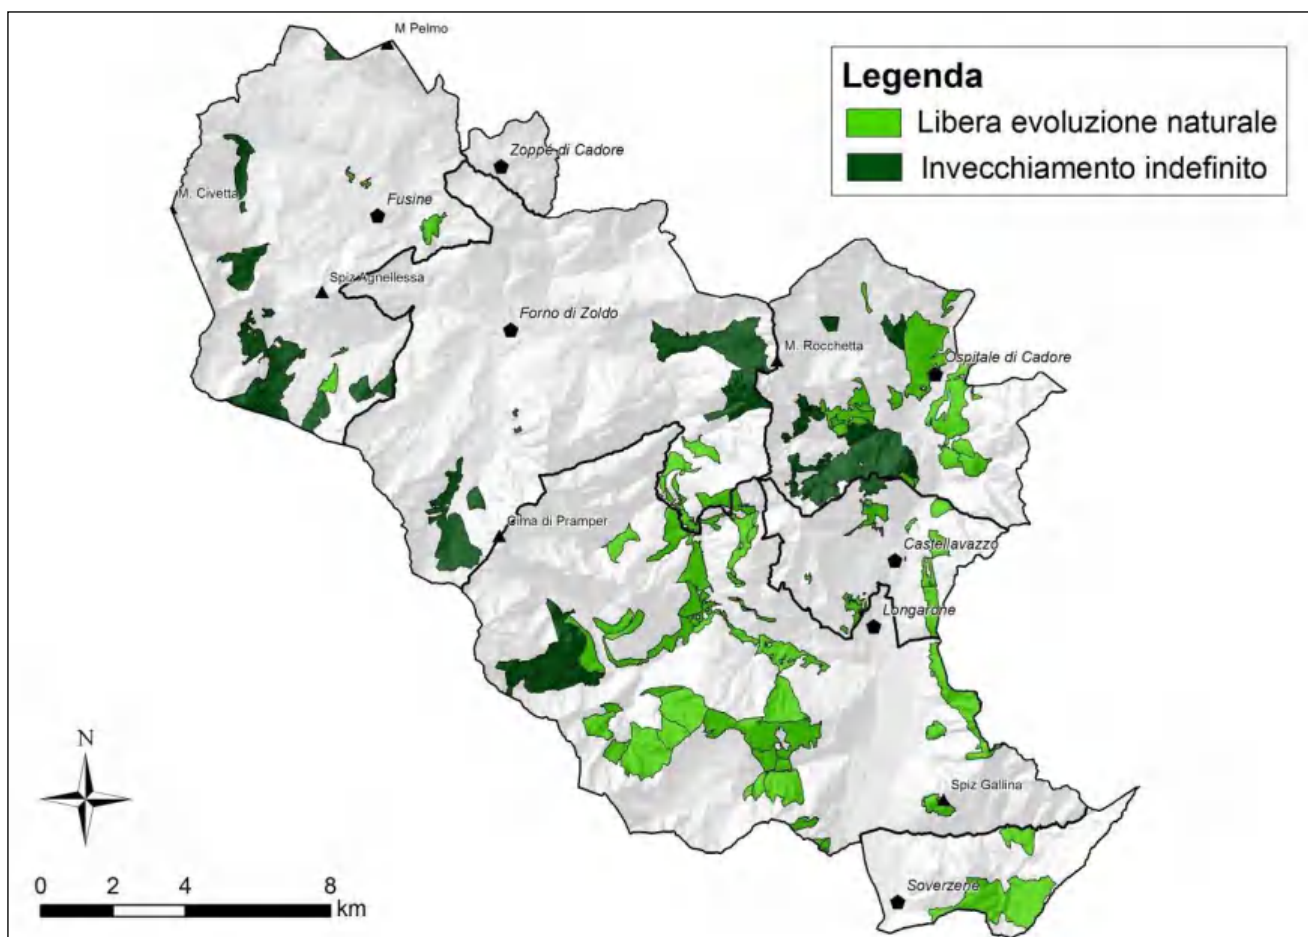 M Pelmo
Legenda
Libera evoluzione naturale
Invecchiamento indefinito
Zoppè di Cadore
M. Civetta
Fusine
Spiz Agnellessa
Forno di Zoldo
M. Rocchetta
Ospitale di Cadore
Cima di Pramper
Castellavazzo
Longarone
N
Spiz Gallina
Soverzene
0 2 4 8
km